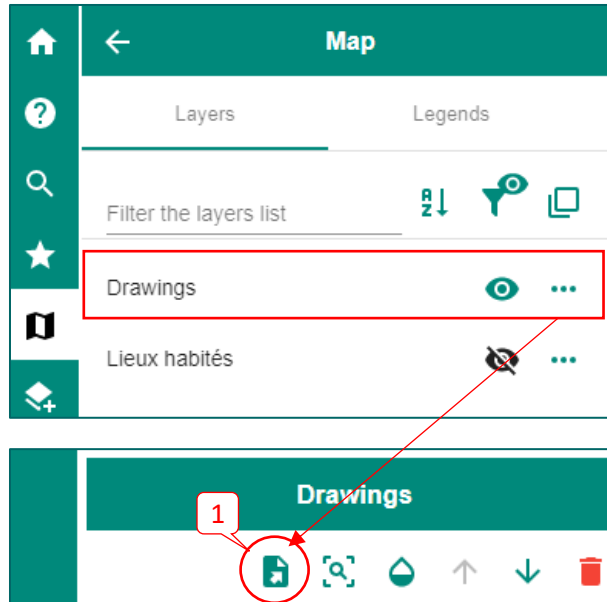 Map
Layers Legends
Filter the layers list
A
Z
Drawings
Lieux habités
Drawings
1